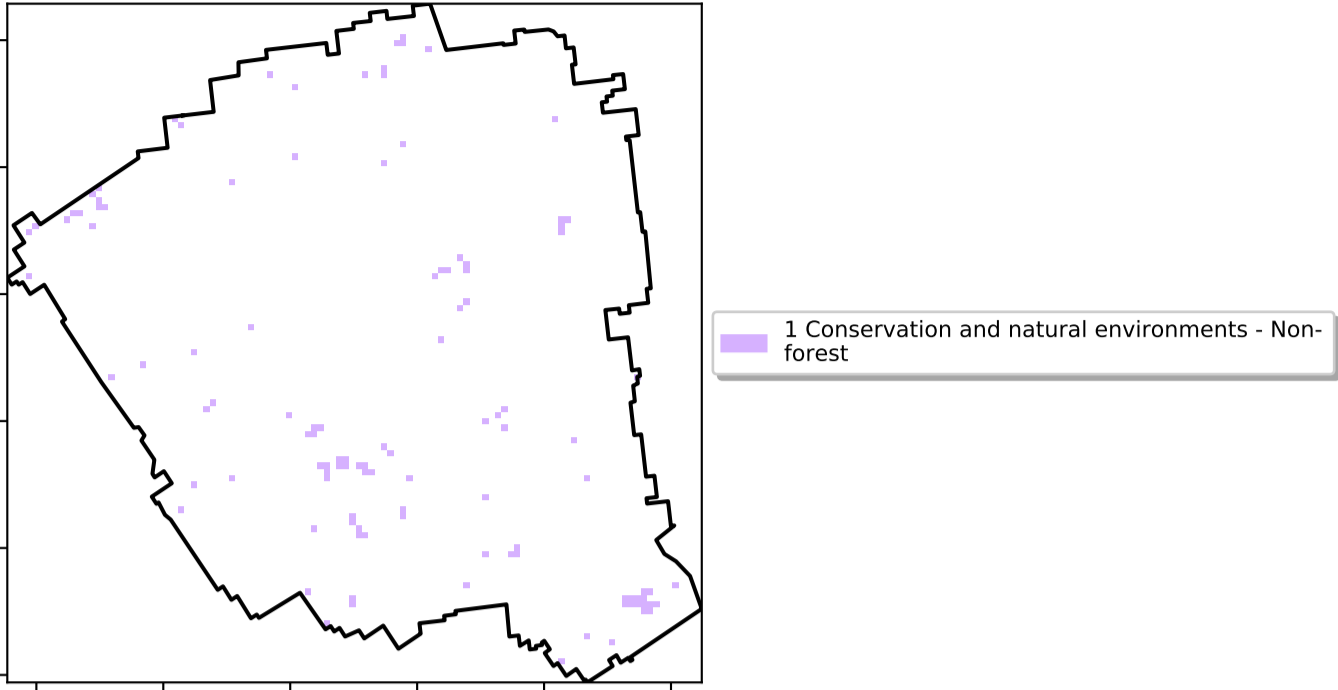 1 Conservation and natural environments - Non-
forest